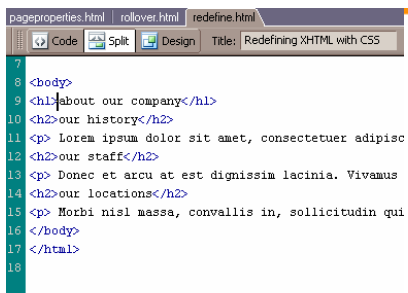 pageproperties.html rollover.html redefine.html
Code Split Design Title: Redefining XHTML with CSS
7
8 <body>
9 <h1>about our company</h1>
10 <h2>our history</h2>
11 <p> Lorem ipsum dolor sit amet, consectetuer adipisc
12 <h2>our staff</h2>
13 <p> Donec et arcu at est dignissim lacinia. Vivamus
14 <h2>our locations</h2>
15 <p> Morbi nisl massa, convallis in, sollicitudin qui
16 </body>
17 </html>
18